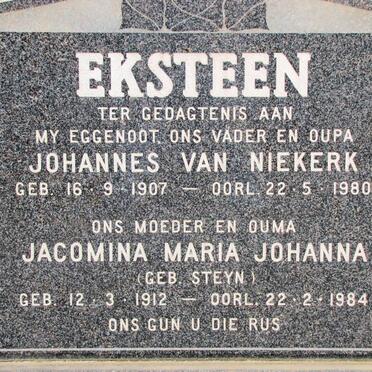 EKSTEEN
TER GEDAGTENIS AAN
MY EGGENOOT, ONS VADER EN OUPA
JOHANNES VAN NIEKERK
GEB. 16 - 9 - 1907 — OORL. 22 - 5 - 1980
ONS MOEDER EN OUMA
JACOMINA MARIA JOHANNA
(GEB. STEYN)
GEB. 12 - 3 - 1912 — OORL. 22 - 2 - 1984
ONS GUN U DIE RUS